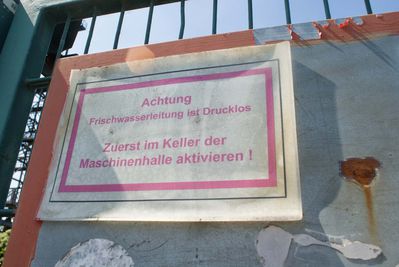 Achtung
Frischwasserleitung ist Drucklos
Zuerst im Keller der
Maschinenhalle aktivieren !